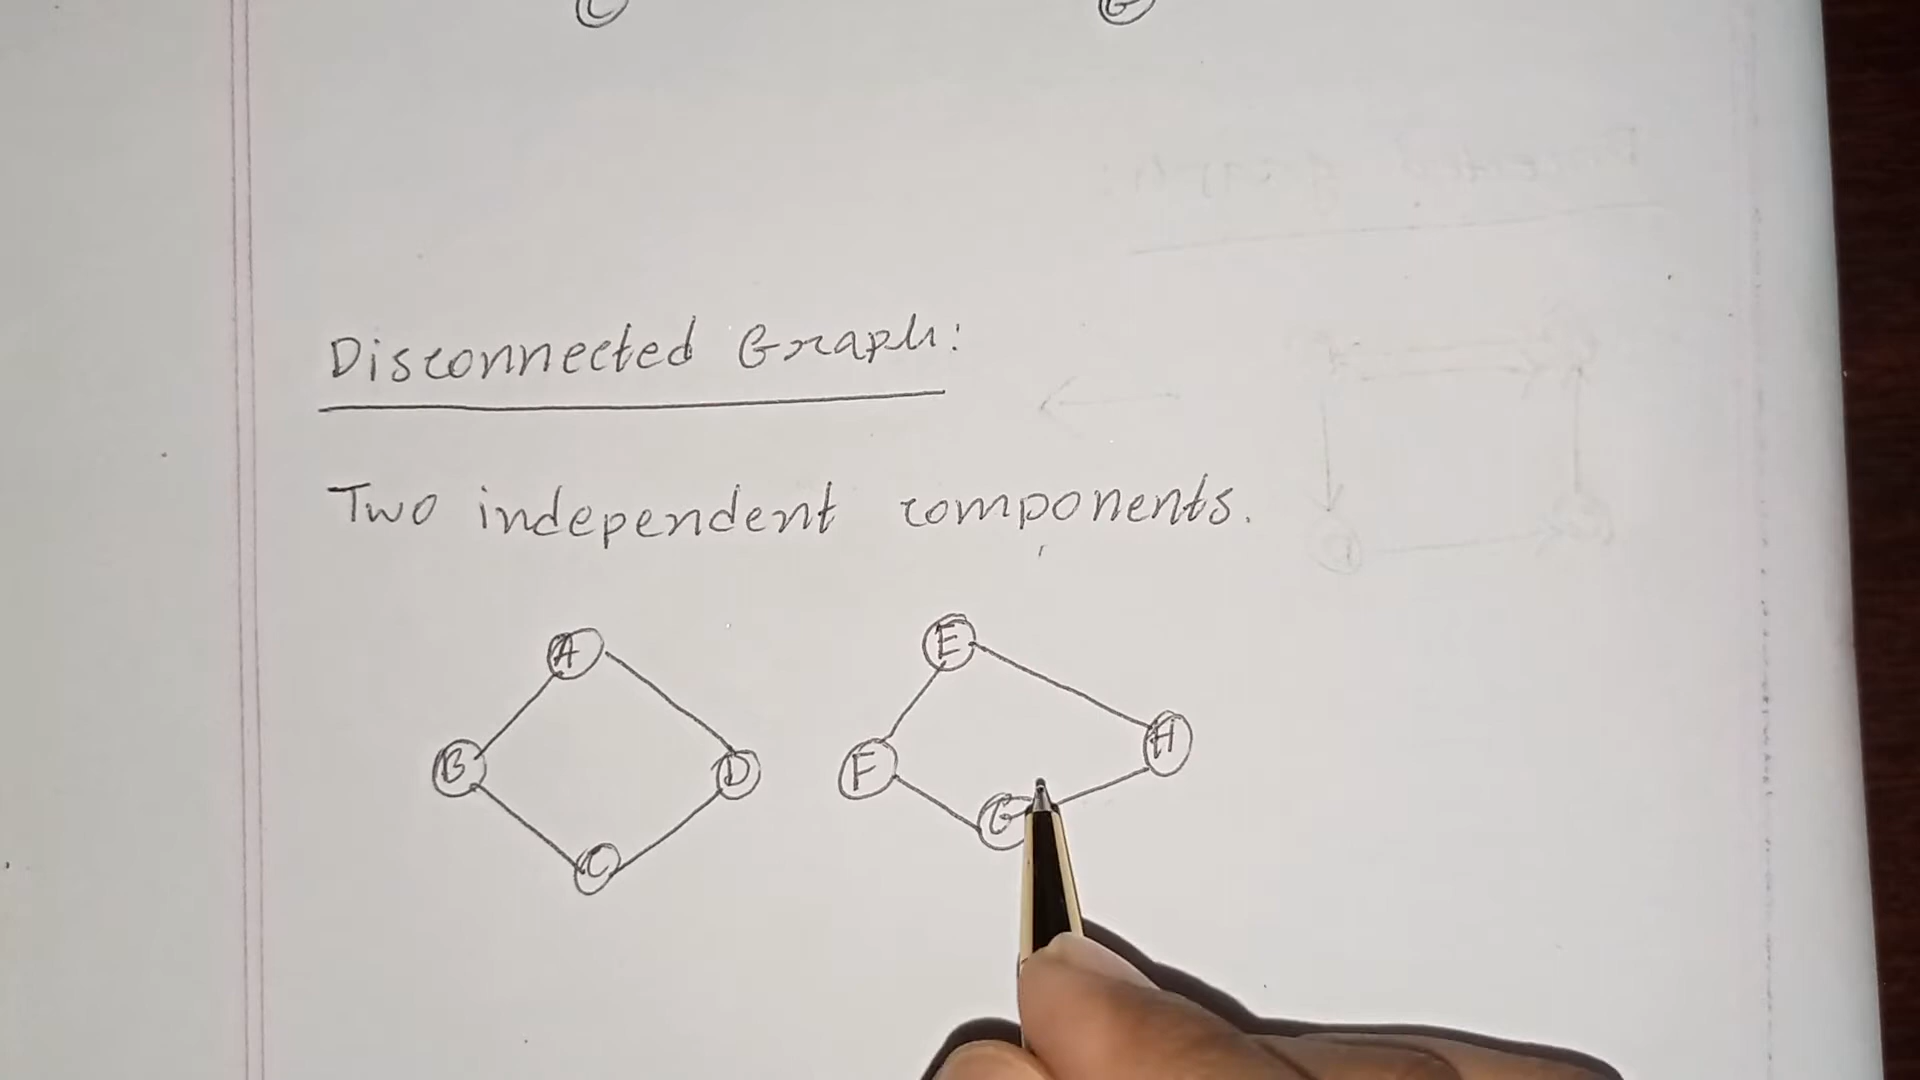 C G
Disconnected Graph:
Two independent components.
A E
B D F H
C G